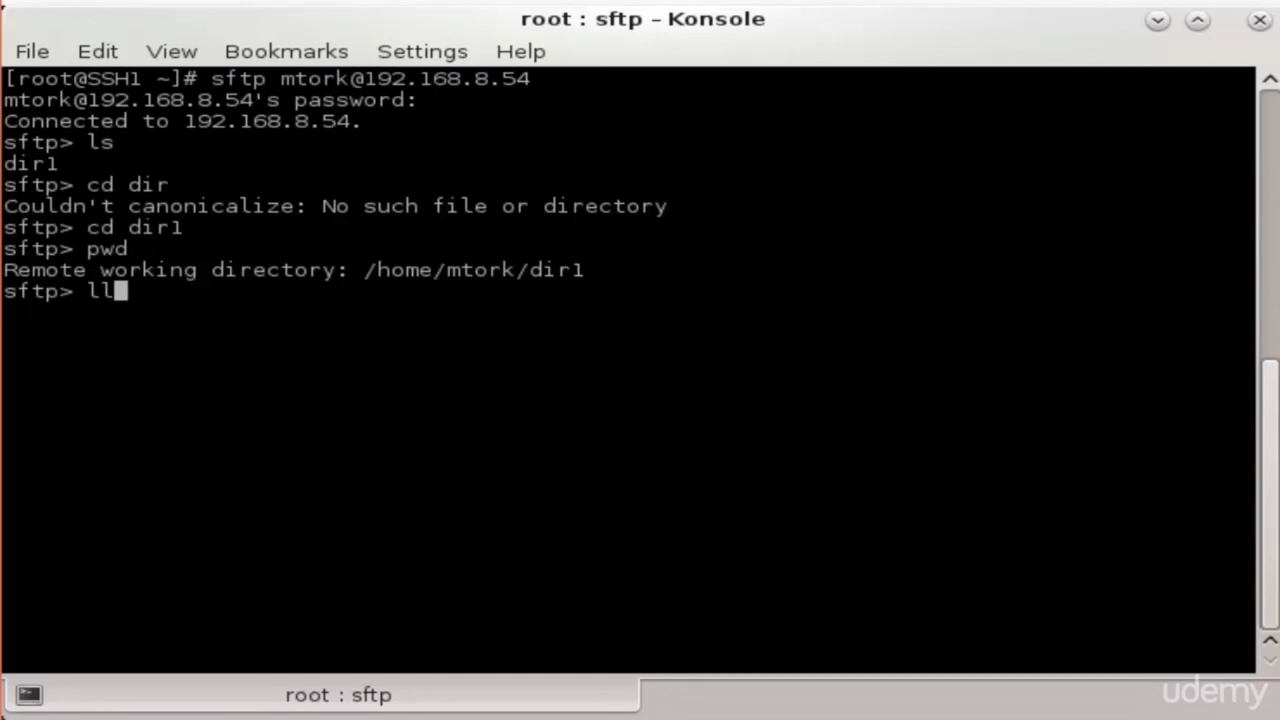 root : sftp – Konsole
File Edit View Bookmarks Settings Help
[root@SSH1 ~]# sftp mtork@192.168.8.54
mtork@192.168.8.54's password:
Connected to 192.168.8.54.
sftp> ls
dir1
sftp> cd dir
Couldn't canonicalize: No such file or directory
sftp> cd dir1
sftp> pwd
Remote working directory: /home/mtork/dir1
sftp> ll
root : sftp
udemy